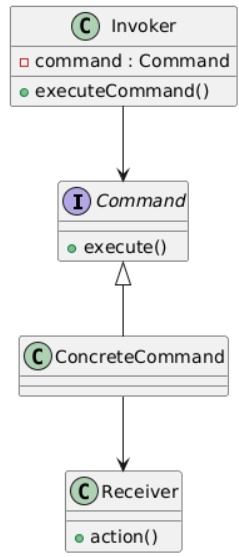 C Invoker
command : Command
executeCommand()
I Command
execute()
C ConcreteCommand
C Receiver
action()